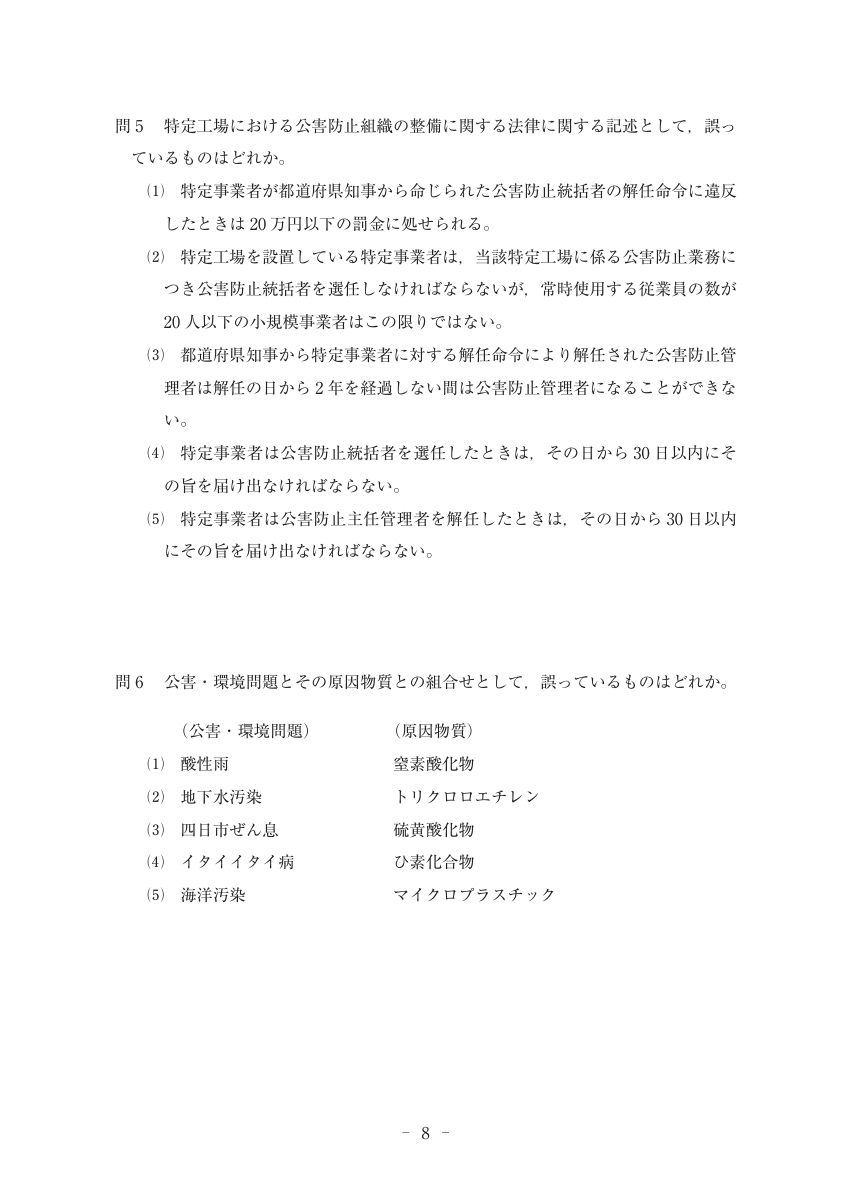 問5 特定工場における公害防止組織の整備に関する法律に関する記述として，誤っ
ているものはどれか。
⑴ 特定事業者が都道府県知事から命じられた公害防止統括者の解任命令に違反
したときは 20 万円以下の罰金に処せられる。
⑵ 特定工場を設置している特定事業者は，当該特定工場に係る公害防止業務に
つき公害防止統括者を選任しなければならないが，常時使用する従業員の数が
20 人以下の小規模事業者はこの限りではない。
⑶ 都道府県知事から特定事業者に対する解任命令により解任された公害防止管
理者は解任の日から 2 年を経過しない間は公害防止管理者になることができな
い。
⑷ 特定事業者は公害防止統括者を選任したときは，その日から 30 日以内にそ
の旨を届け出なければならない。
⑸ 特定事業者は公害防止主任管理者を解任したときは，その日から 30 日以内
にその旨を届け出なければならない。
問6 公害・環境問題とその原因物質との組合せとして，誤っているものはどれか。
（公害・環境問題） （原因物質）
⑴ 酸性雨 窒素酸化物
⑵ 地下水汚染 トリクロロエチレン
⑶ 四日市ぜん息 硫黄酸化物
⑷ イタイイタイ病 ひ素化合物
⑸ 海洋汚染 マイクロプラスチック
- 8 -